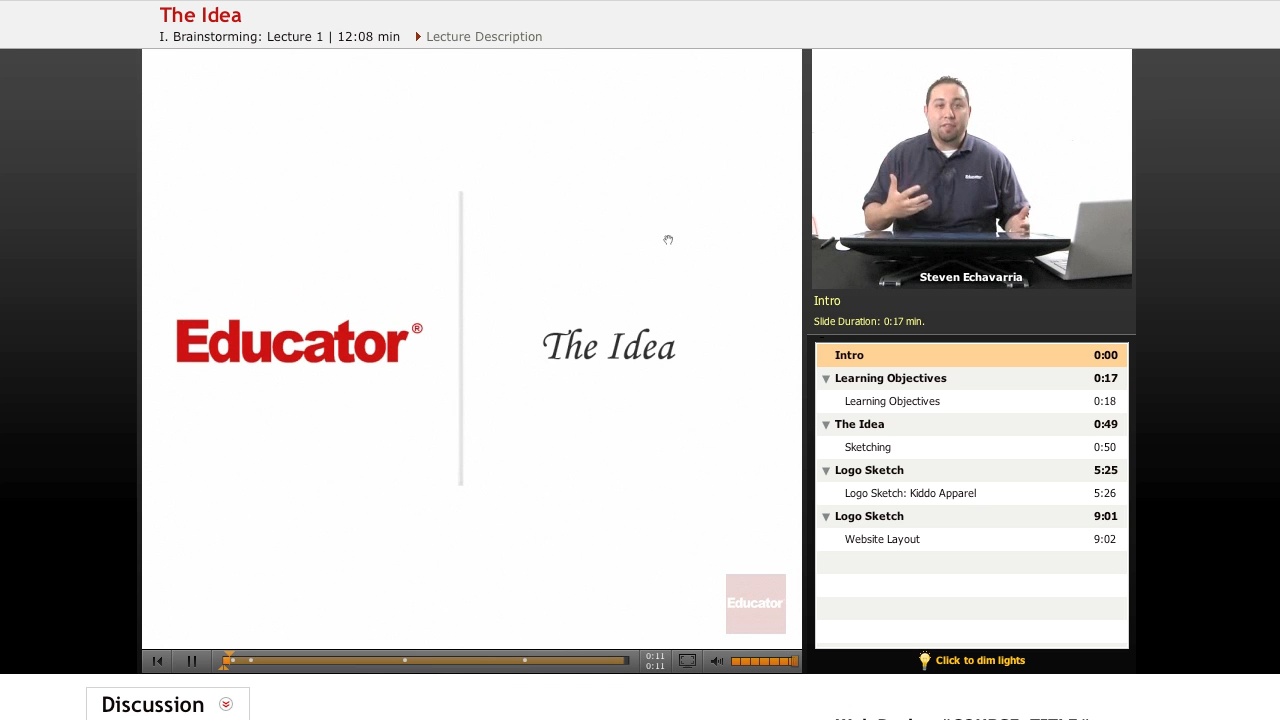 The Idea
I. Brainstorming: Lecture 1 | 12:08 min Lecture Description
Educator®
The Idea
Educator
0:11
0:11
Educator
Steven Echavarria
Intro
Slide Duration: 0:17 min.
Intro 0:00
Learning Objectives 0:17
Learning Objectives 0:18
The Idea 0:49
Sketching 0:50
Logo Sketch 5:25
Logo Sketch: Kiddo Apparel 5:26
Logo Sketch 9:01
Website Layout 9:02
Click to dim lights
Discussion